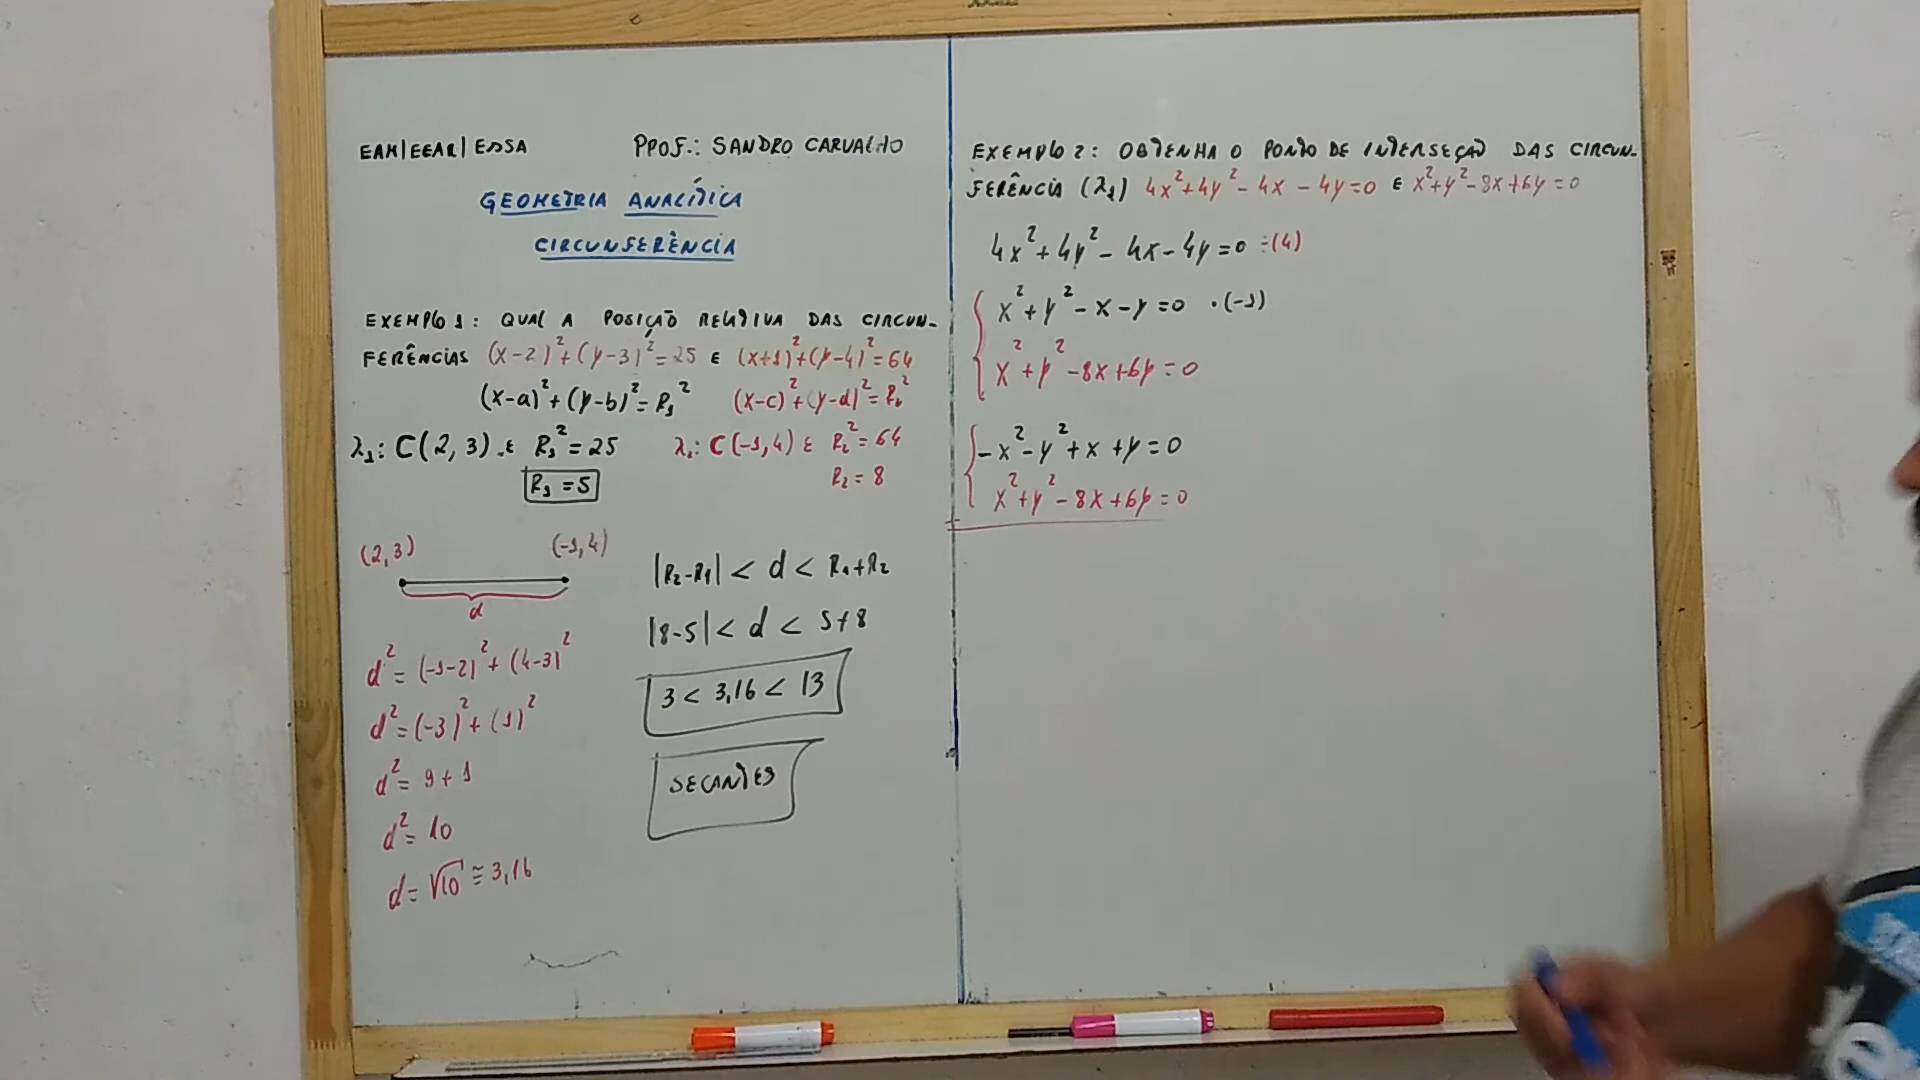 EAM|EEAR|ESSA PROF.: SANDRO CARVALHO
GEOMETRIA ANALÍTICA
CIRCUNFERÊNCIA
EXEMPLO 1: QUAL A POSIÇÃO RELATIVA DAS CIRCUN-
FERÊNCIAS (x-2)²+(y-3)²=25 E (x+1)²+(y-4)²=64
(x-a)²+(y-b)²=R₁² (x-c)²+(y-d)²=R₂²
λ₁: C(2,3) E R₁²=25 λ₂: C(-1,4) E R₂²=64
R₁=5 R₂=8
(2,3) (-1,4)
d
d²=(-1-2)²+(4-3)²
d²=(-3)²+(1)²
d²=9+1
d²=10
d=√10≅3,16
|R₂-R₁|<d<R₁+R₂
|8-5|<d<5+8
3<3,16<13
SECANTES
EXEMPLO 2: OBTENHA O PONTO DE INTERSEÇÃO DAS CIRCUN-
FERÊNCIA (λ₁) 4x²+4y²-4x-4y=0 E x²+y²-8x+6y=0
4x²+4y²-4x-4y=0 ÷(4)
x²+y²-x-y=0 ·(-1)
x²+y²-8x+6y=0
-x²-y²+x+y=0
x²+y²-8x+6y=0